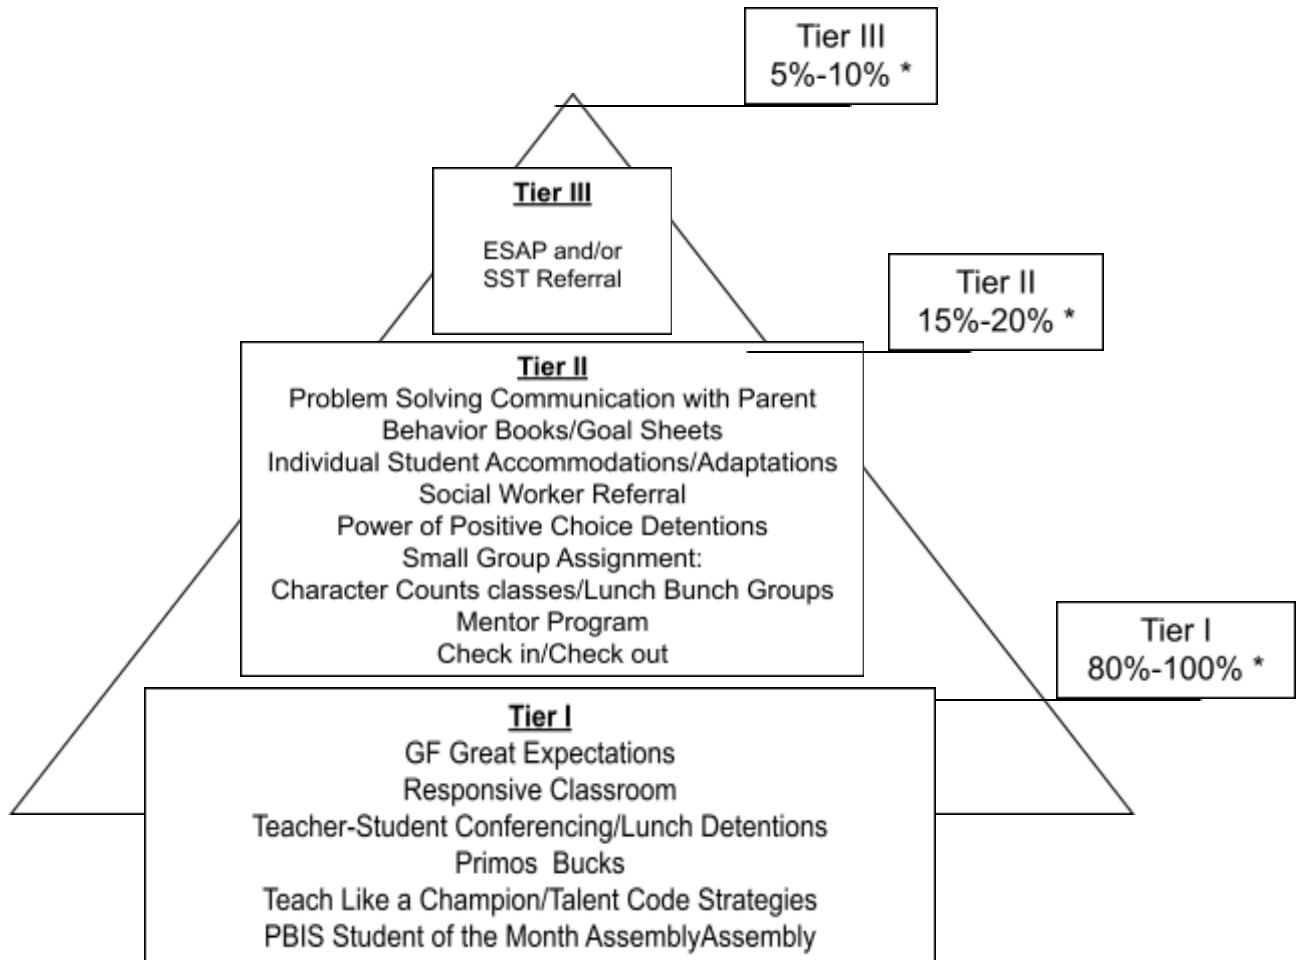 Tier III
5%-10% *
Tier III
ESAP and/or
SST Referral
Tier II
15%-20% *
Tier II
Problem Solving Communication with Parent
Behavior Books/Goal Sheets
Individual Student Accommodations/Adaptations
Social Worker Referral
Power of Positive Choice Detentions
Small Group Assignment:
Character Counts classes/Lunch Bunch Groups
Mentor Program
Check in/Check out
Tier I
80%-100% *
Tier I
GF Great Expectations
Responsive Classroom
Teacher-Student Conferencing/Lunch Detentions
Primos  Bucks
Teach Like a Champion/Talent Code Strategies
PBIS Student of the Month AssemblyAssembly